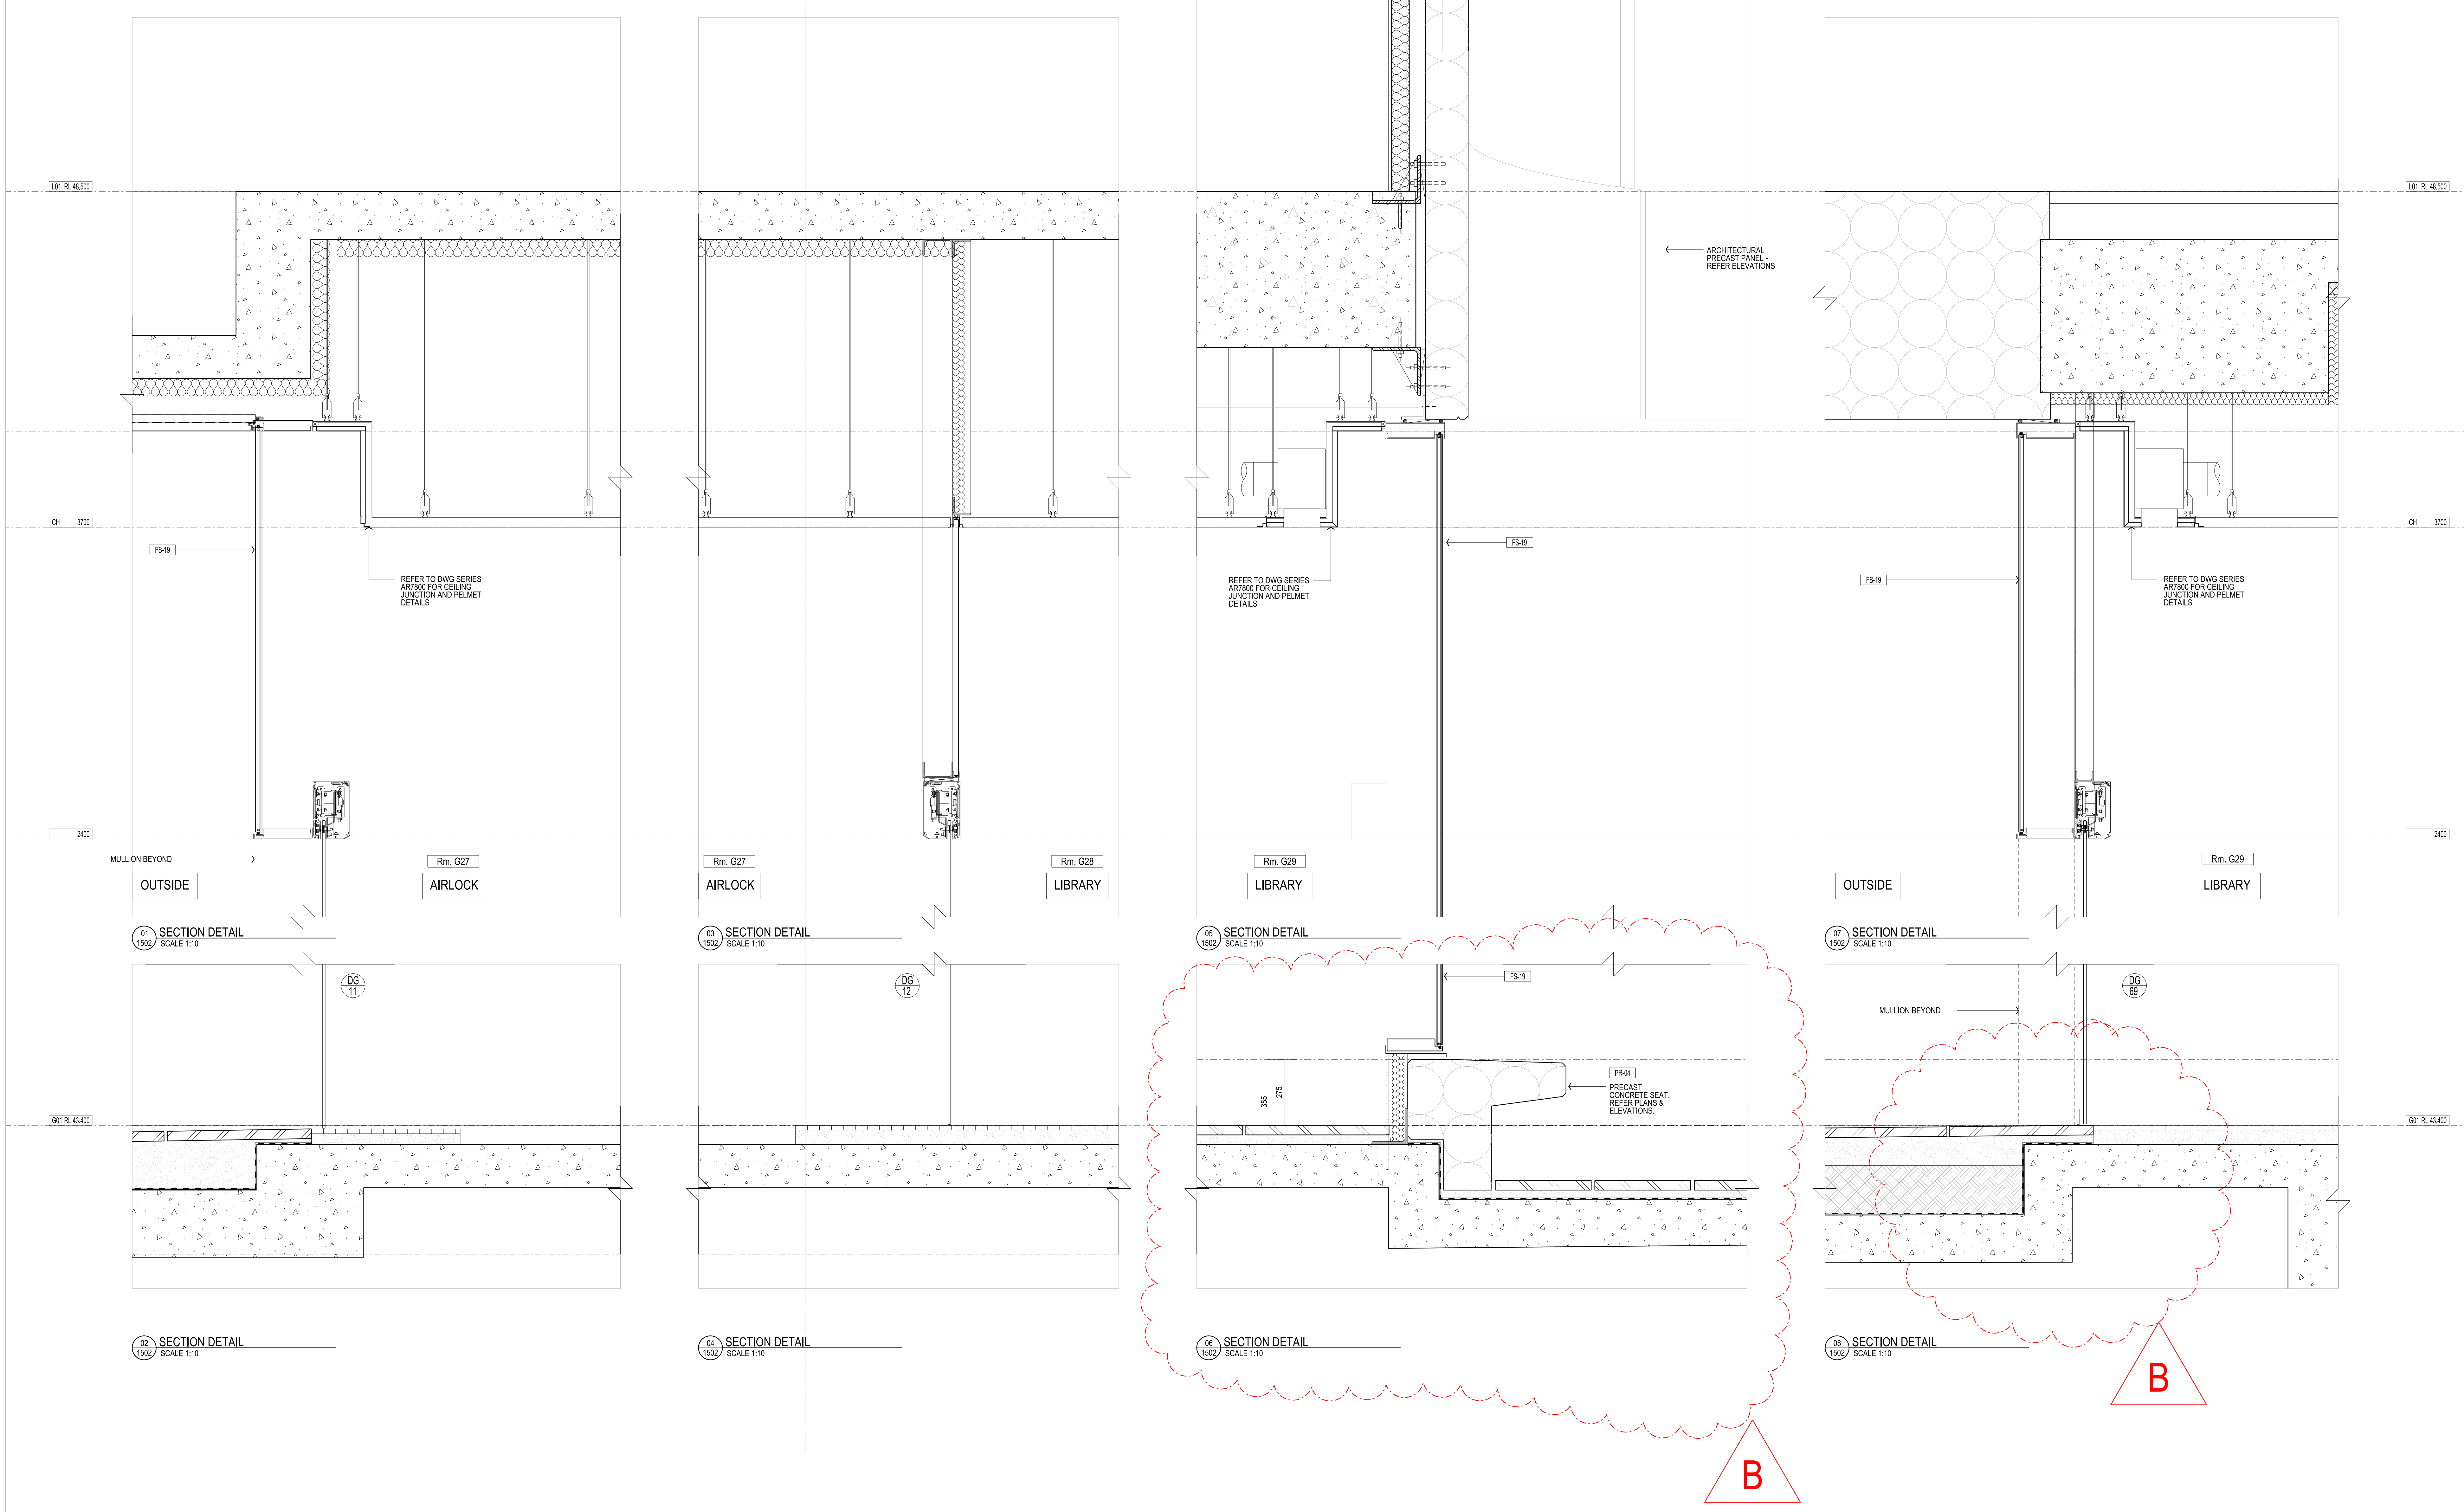 L01 RL 48.500
L01 RL 48.500
ARCHITECTURAL
PRECAST PANEL -
REFER ELEVATIONS
CH 3700
CH 3700
FS-19
FS-19
FS-19
REFER TO DWG SERIES
AR7800 FOR CEILING
JUNCTION AND PELMET
DETAILS
REFER TO DWG SERIES
AR7800 FOR CEILING
JUNCTION AND PELMET
DETAILS
REFER TO DWG SERIES
AR7800 FOR CEILING
JUNCTION AND PELMET
DETAILS
2400
2400
MULLION BEYOND
Rm. G27
Rm. G27
Rm. G28
Rm. G29
Rm. G29
OUTSIDE
AIRLOCK
AIRLOCK
LIBRARY
LIBRARY
OUTSIDE
LIBRARY
01
1502
SECTION DETAIL
SCALE 1:10
03
1502
SECTION DETAIL
SCALE 1:10
05
1502
SECTION DETAIL
SCALE 1:10
07
1502
SECTION DETAIL
SCALE 1:10
DG
11
DG
12
FS-19
DG
69
MULLION BEYOND
355
275
PR-04
PRECAST
CONCRETE SEAT.
REFER PLANS &
ELEVATIONS.
G01 RL 43.400
G01 RL 43.400
02
1502
SECTION DETAIL
SCALE 1:10
04
1502
SECTION DETAIL
SCALE 1:10
06
1502
SECTION DETAIL
SCALE 1:10
08
1502
SECTION DETAIL
SCALE 1:10
B
B